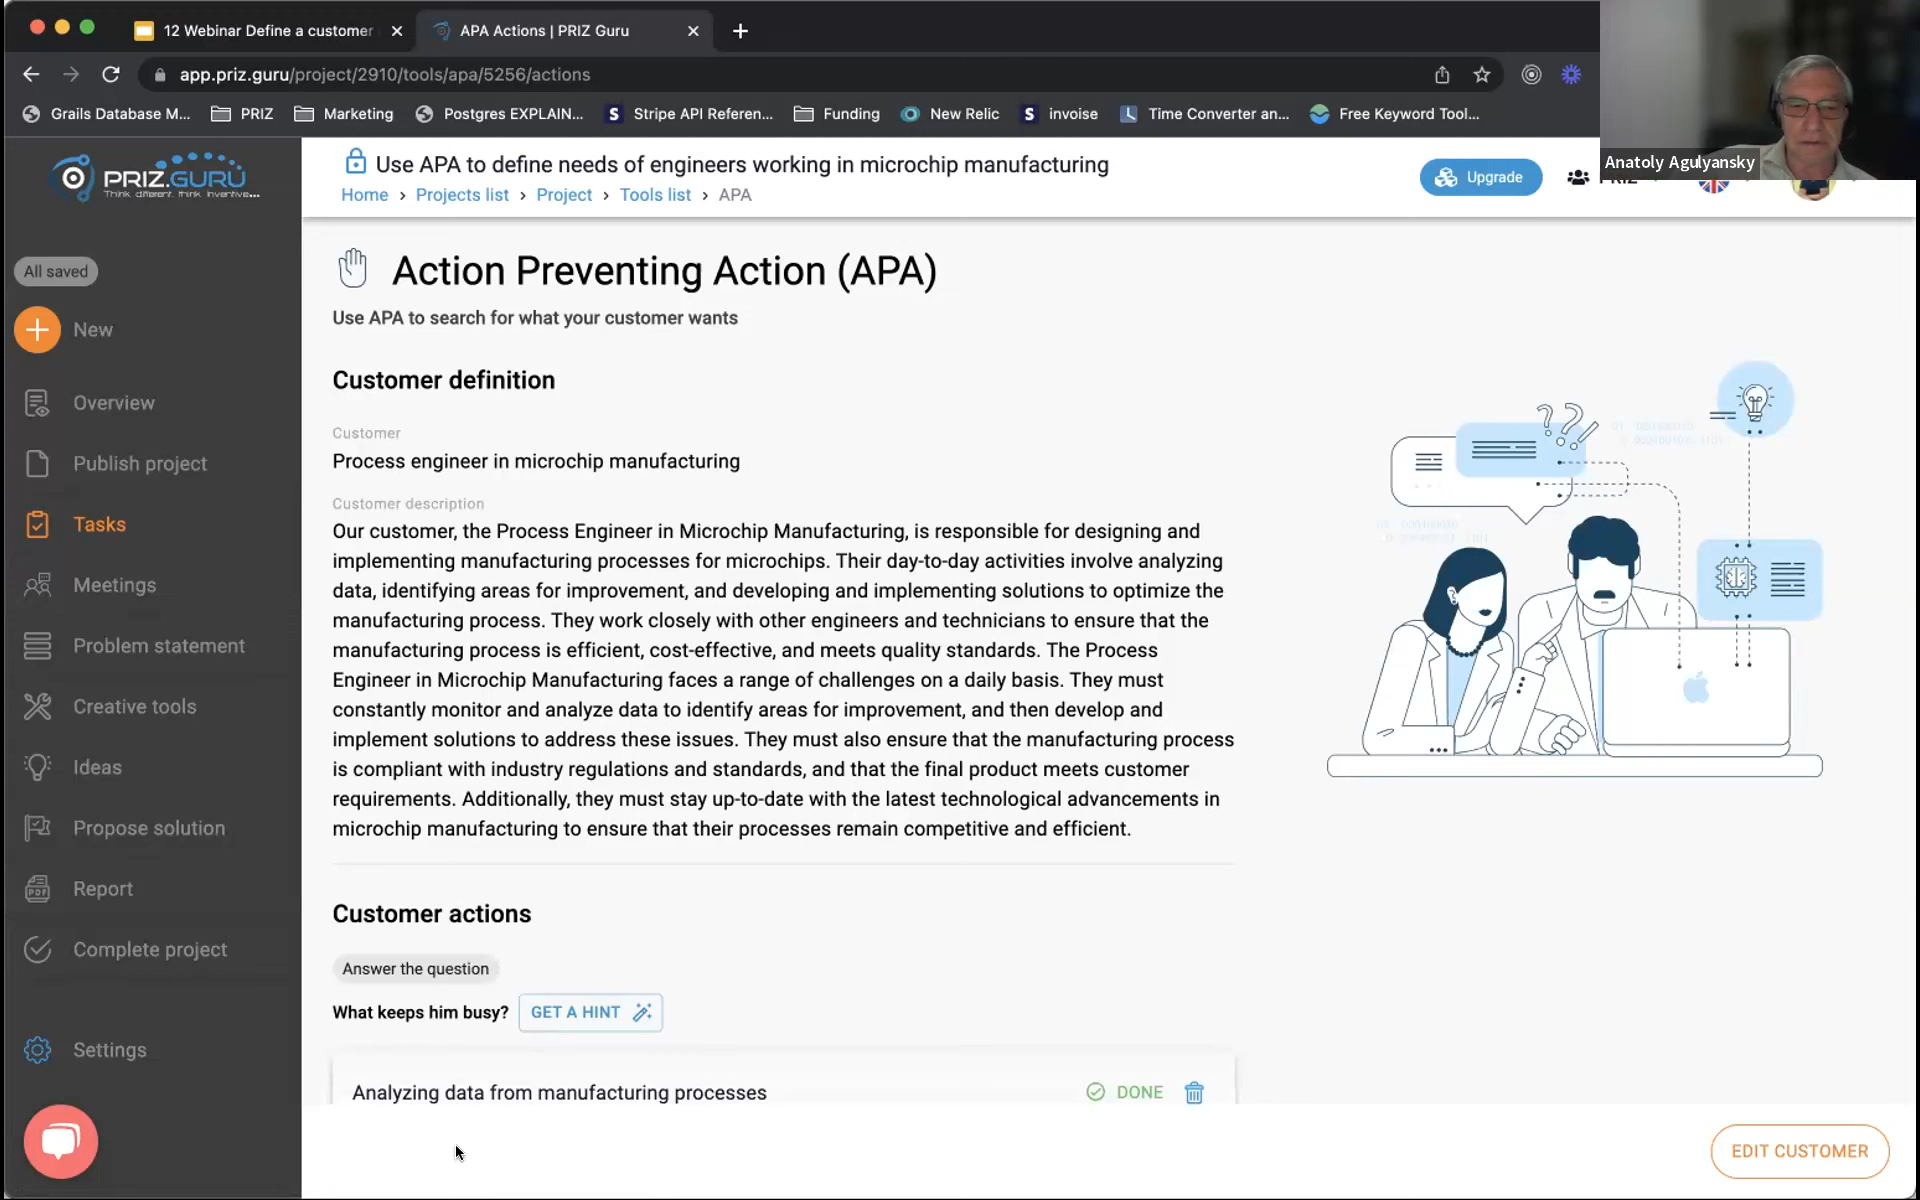 12 Webinar Define a customer
APA Actions | PRIZ Guru
app.priz.guru/project/2910/tools/apa/5256/actions
Grails Database M...
PRIZ
Marketing
Postgres EXPLAIN...
Stripe API Referen...
Funding
New Relic
invoise
Time Converter an...
Free Keyword Tool...
Anatoly Agulyansky
PRIZ.GURU
Think different, think inventive...
Use APA to define needs of engineers working in microchip manufacturing
Home > Projects list > Project > Tools list > APA
Upgrade
PRIZ
All saved
New
Overview
Publish project
Tasks
Meetings
Problem statement
Creative tools
Ideas
Propose solution
Report
Complete project
Settings
Action Preventing Action (APA)
Use APA to search for what your customer wants
Customer definition
Customer
Process engineer in microchip manufacturing
Customer description
Our customer, the Process Engineer in Microchip Manufacturing, is responsible for designing and
implementing manufacturing processes for microchips. Their day-to-day activities involve analyzing
data, identifying areas for improvement, and developing and implementing solutions to optimize the
manufacturing process. They work closely with other engineers and technicians to ensure that the
manufacturing process is efficient, cost-effective, and meets quality standards. The Process
Engineer in Microchip Manufacturing faces a range of challenges on a daily basis. They must
constantly monitor and analyze data to identify areas for improvement, and then develop and
implement solutions to address these issues. They must also ensure that the manufacturing process
is compliant with industry regulations and standards, and that the final product meets customer
requirements. Additionally, they must stay up-to-date with the latest technological advancements in
microchip manufacturing to ensure that their processes remain competitive and efficient.
Customer actions
Answer the question
What keeps him busy?
GET A HINT
Analyzing data from manufacturing processes
DONE
EDIT CUSTOMER